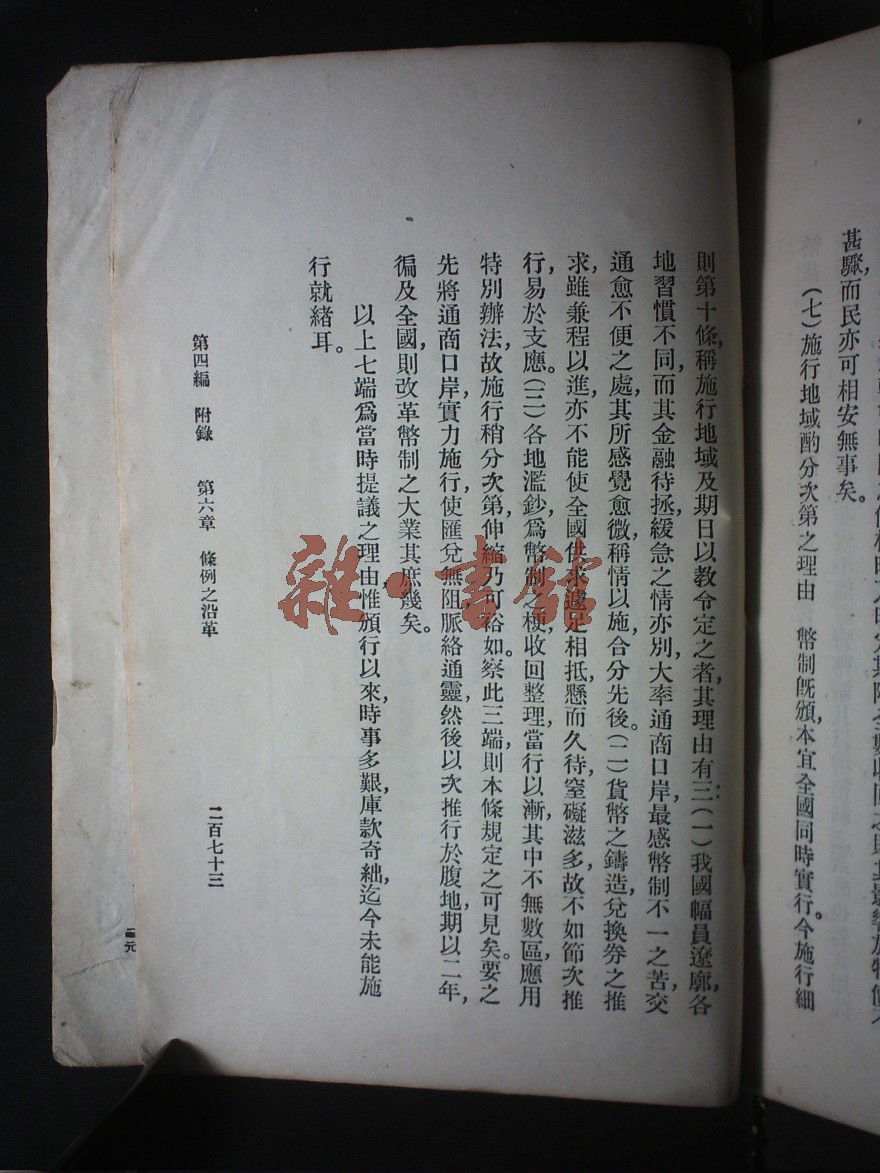 甚驟，而民亦可相安無事矣。
（七）施行地域酌分次第之理由　幣制既頒，本宜全國同時實行。今施行細
則第十條，稱施行地域及期日以教令定之者，其理由有三：（一）我國幅員遼廓，各
地習慣不同，而其金融待拯緩急之情亦別，大率通商口岸，最感幣制不一之苦，交
通愈不便之處，其所感覺愈微，稱情以施，合分先後。（二）貨幣之鑄造，兌換券之推
求，雖兼程以進，亦不能使全國供求遽足相抵，懸而久待，窒礙滋多，故不如節次推
行，易於支應。（三）各地濫鈔，爲幣制之梗，收回整理，當行以漸，其中不無數區，應用
特別辦法，故施行稍分次第，伸縮乃可裕如。察此三端，則本條規定之可見矣。要之，
先將通商口岸實力施行，使匯兌無阻，脈絡通靈，然後以次推行於腹地，期以二年，
徧及全國，則改革幣制之大業其庶幾矣。
以上七端，爲當時提議之理由，惟頒行以來，時事多艱，庫款奇絀，迄今未能施
行就緒耳。
第四編　附錄　第六章　條例之沿革
二百七十三
雜·書館